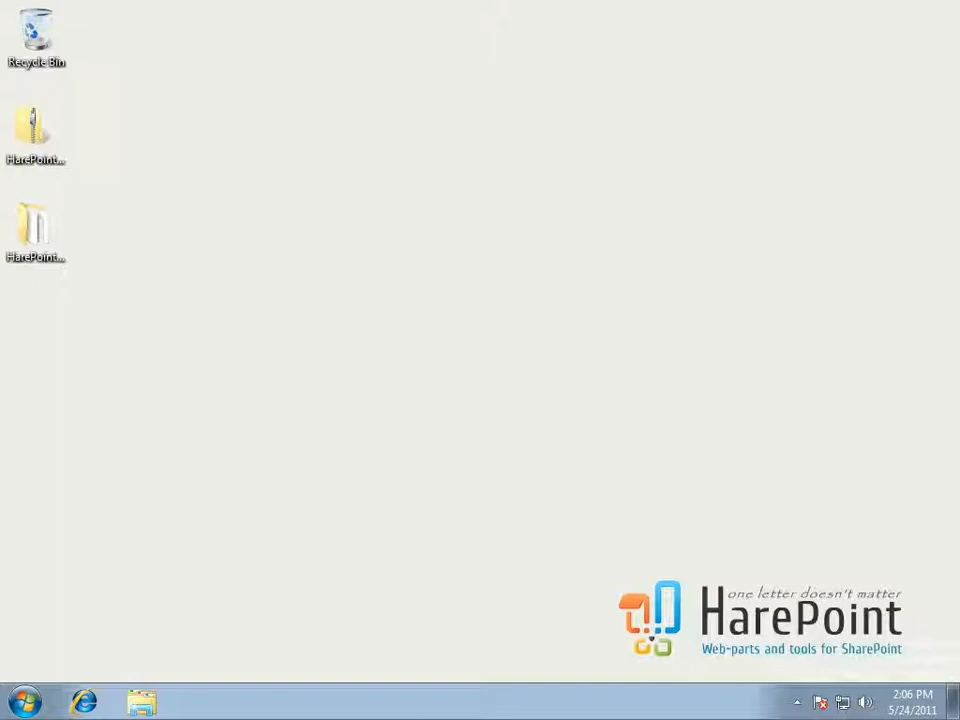 Recycle Bin
HarePoint...
HarePoint...
one letter doesn't matter
HarePoint
Web-parts and tools for SharePoint
2:06 PM
5/24/2011